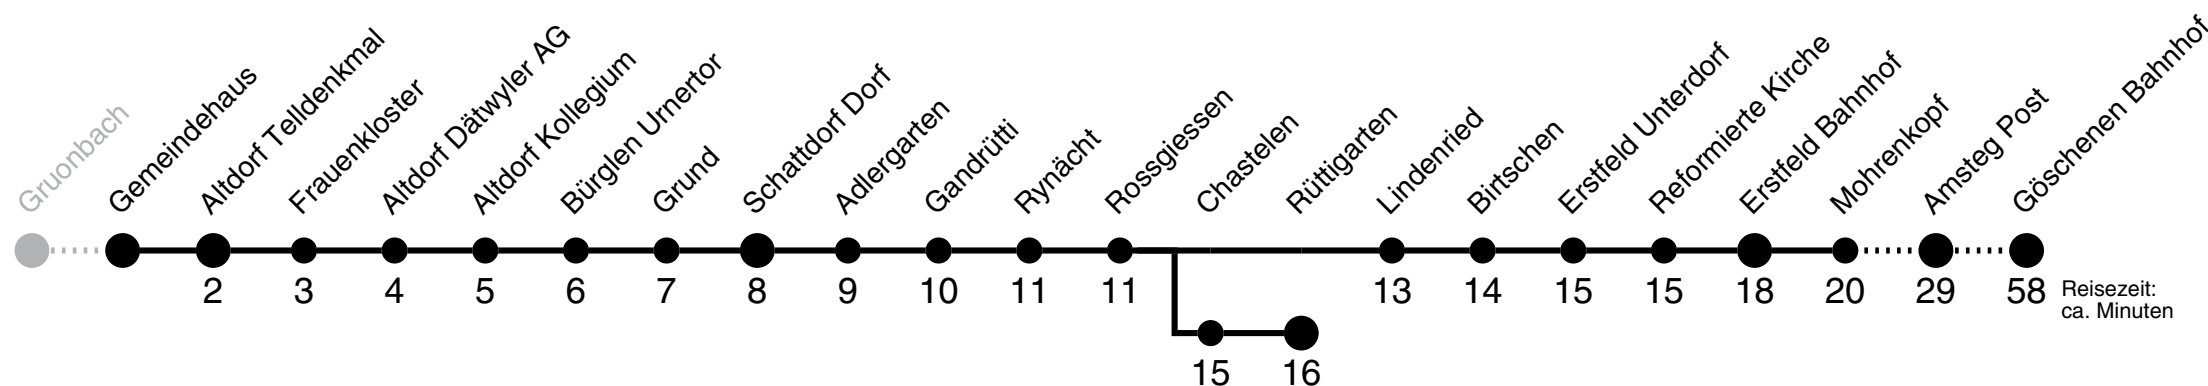 Gruonbach
Gemeindehaus
Altdorf Telldenkmal
Frauenkloster
Altdorf Dätwyler AG
Altdorf Kollegium
Bürglen Urnertor
Grund
Schattdorf Dorf
Adlergarten
Gandrütti
Rynächt
Rossgiessen
Chastelen
Rüttigarten
Lindenried
Birtschen
Erstfeld Unterdorf
Reformierte Kirche
Erstfeld Bahnhof
Mohrenkopf
Amsteg Post
Göschenen Bahnhof
2 3 4 5 6 7 8 9 10 11 11 13 14 15 15 18 20 29 58
Reisezeit:
ca. Minuten
15 16